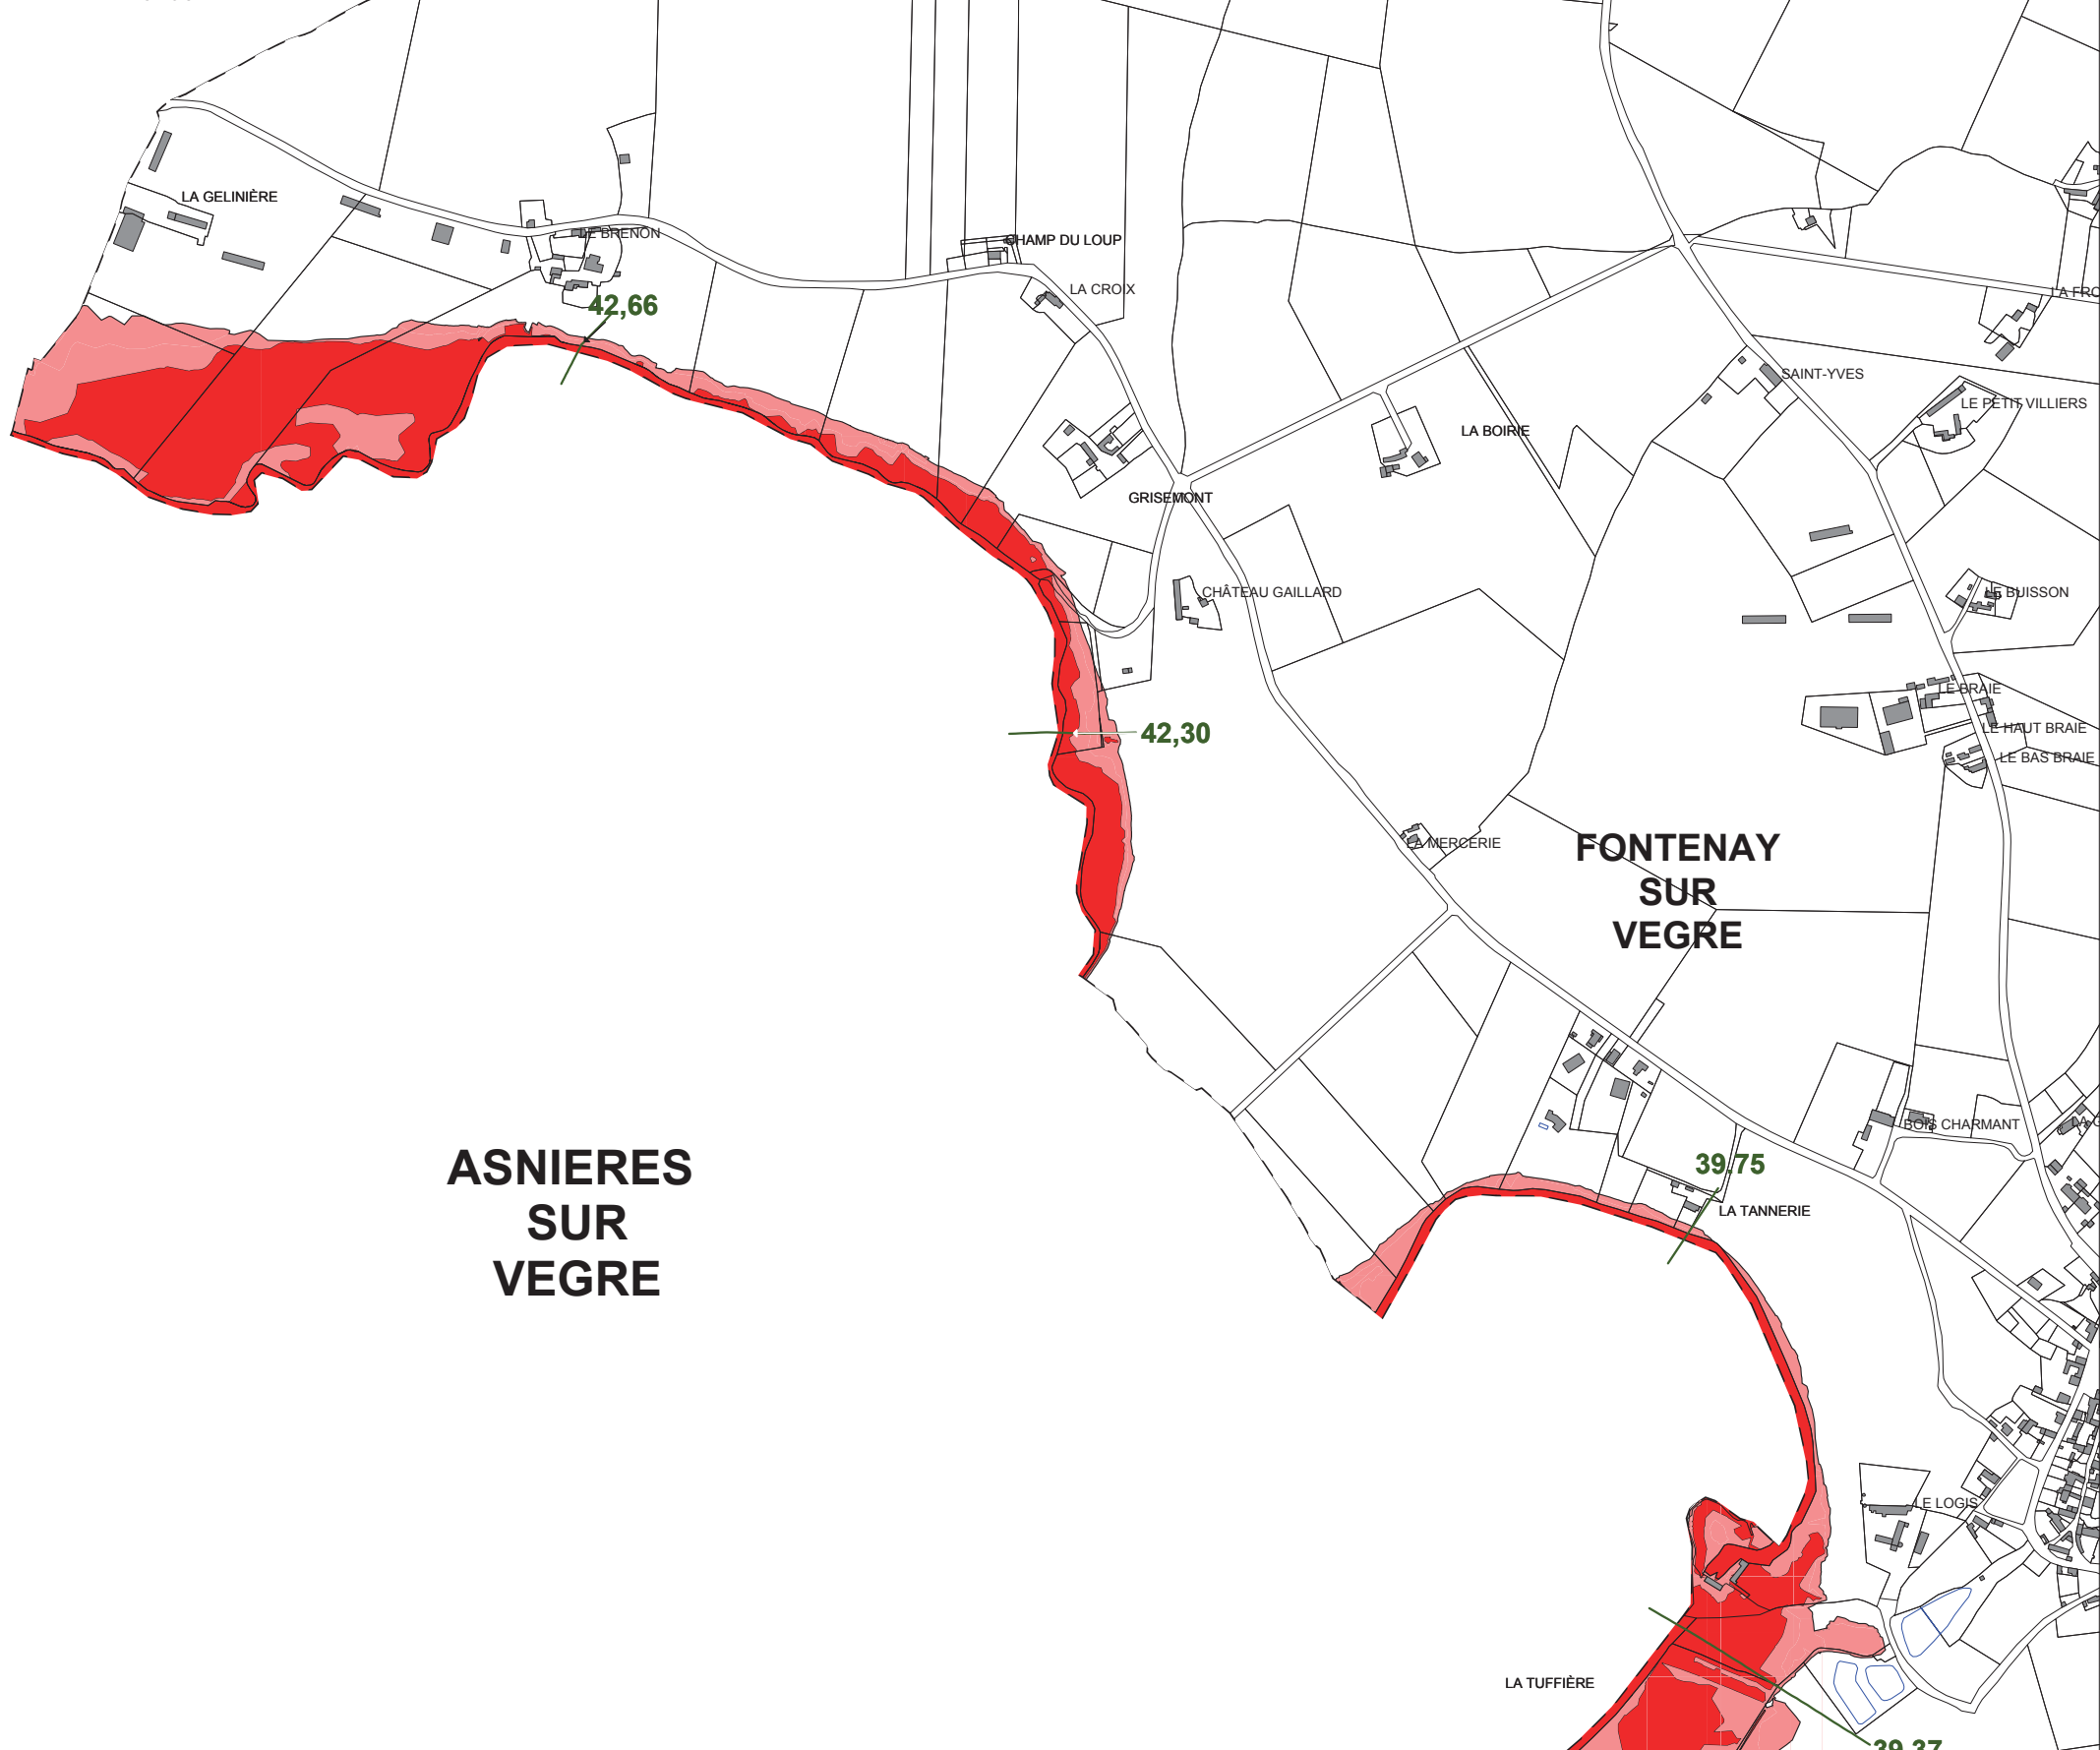 LA GELINIÈRE
LE BRENON
CHAMP DU LOUP
LA CROIX
42,66
SAINT-YVES
LE PETIT VILLIERS
LA BOIRIE
GRISEMONT
CHÂTEAU GAILLARD
LE BUISSON
LE BRAIE
LE HAUT BRAIE
42,30
LE BAS BRAIE
LA MERCERIE
FONTENAY
SUR
VEGRE
BOIS CHARMANT
ASNIERES
SUR
VEGRE
39,75
LA TANNERIE
LE LOGIS
LA TUFFIÈRE
39,37